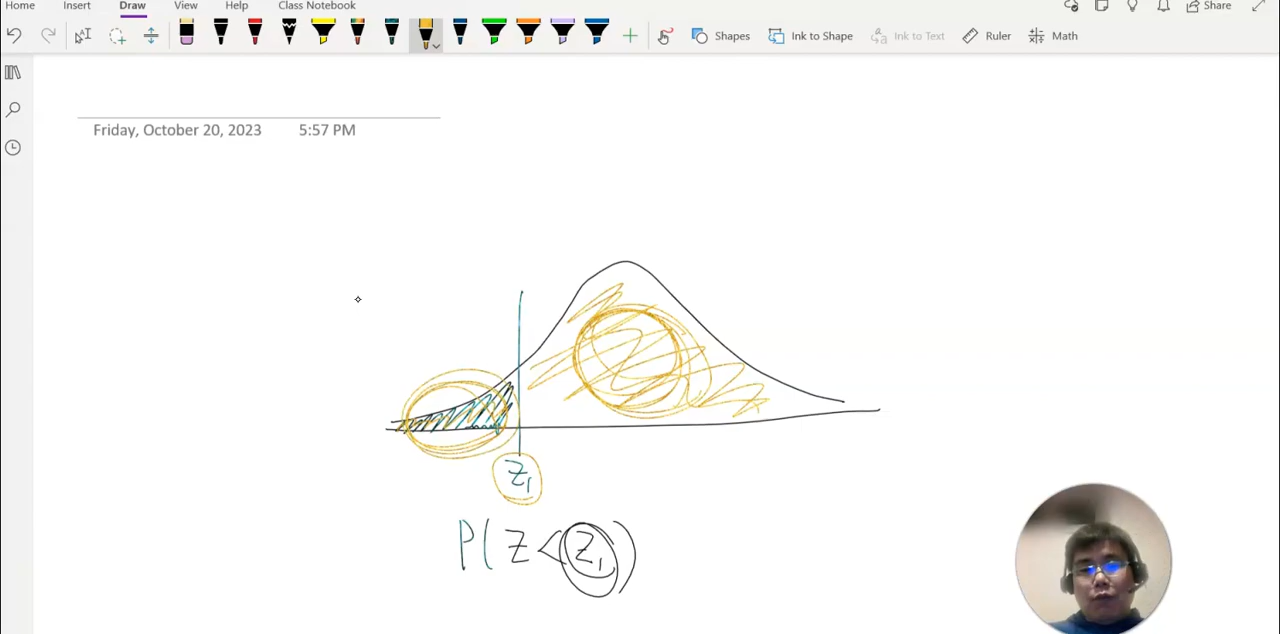 Home Insert Draw View Help Class Notebook Share
Shapes Ink to Shape Ink to Text Ruler Math
Friday, October 20, 2023 5:57 PM
Z₁
P(Z < Z₁)